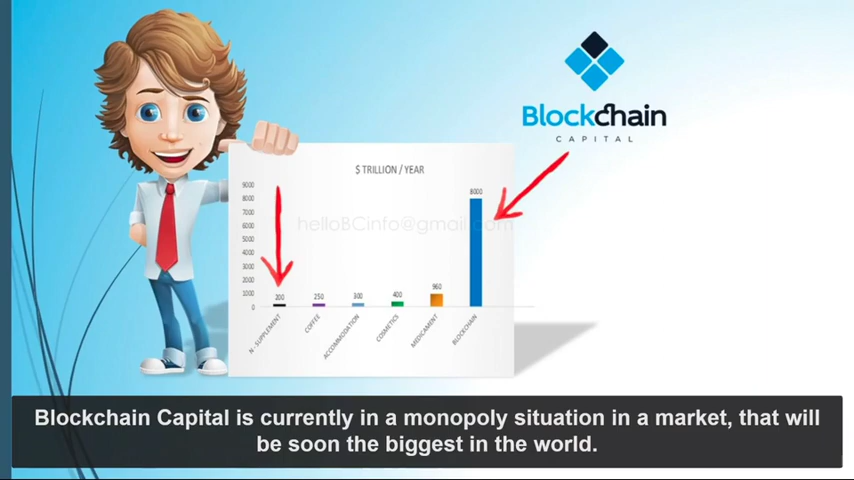 Blockchain
CAPITAL
$ TRILLION / YEAR
9000
8000
7000
6000
5000
4000
3000
2000
1000
0
200
250
300
400
960
8000
N - SUPPLEMENT
COFFEE
ACCOMMODATION
COSMETICS
MEDICAMENT
BLOCKCHAIN
helloBCinfo@gmail.com
Blockchain Capital is currently in a monopoly situation in a market, that will
be soon the biggest in the world.